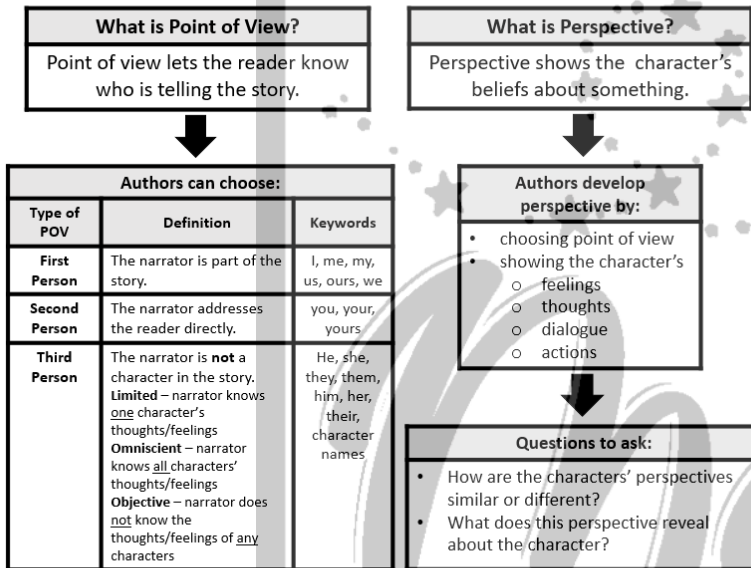 What is Point of View?
Point of view lets the reader know
who is telling the story.
Authors can choose:
Type of
POV
Definition
Keywords
First
Person
The narrator is part of the
story.
I, me, my,
us, ours, we
Second
Person
The narrator addresses
the reader directly.
you, your,
yours
Third
Person
The narrator is not a
character in the story.
Limited – narrator knows
one character's
thoughts/feelings
Omniscient – narrator
knows all characters'
thoughts/feelings
Objective – narrator does
not know the
thoughts/feelings of any
characters
He, she,
they, them,
him, her,
their,
character
names
What is Perspective?
Perspective shows the character's
beliefs about something.
Authors develop
perspective by:
• choosing point of view
• showing the character's
o feelings
o thoughts
o dialogue
o actions
Questions to ask:
• How are the characters' perspectives
similar or different?
• What does this perspective reveal
about the character?